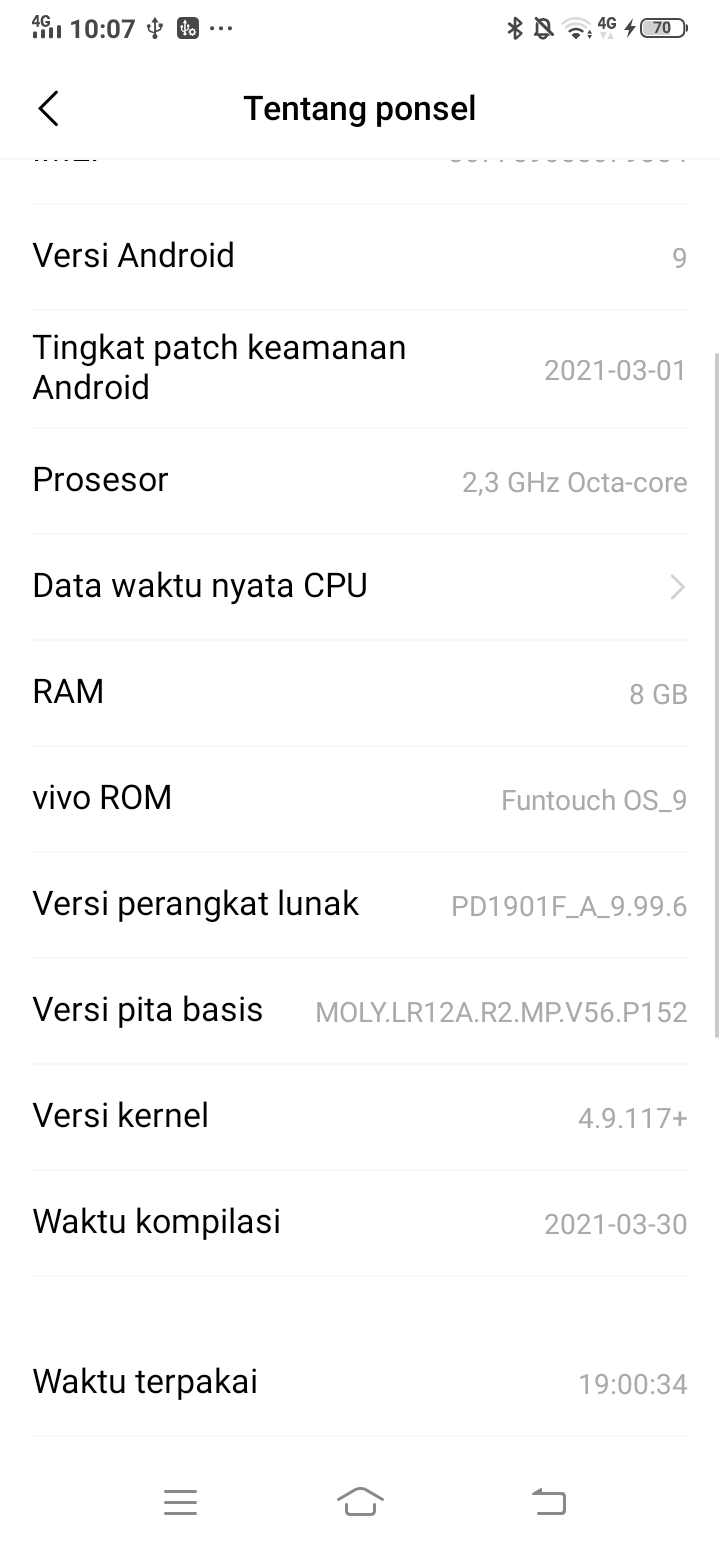 4G 10:07 4G 70
Tentang ponsel
Versi Android 9
Tingkat patch keamanan
Android 2021-03-01
Prosesor 2,3 GHz Octa-core
Data waktu nyata CPU
RAM 8 GB
vivo ROM Funtouch OS_9
Versi perangkat lunak PD1901F_A_9.99.6
Versi pita basis MOLY.LR12A.R2.MP.V56.P152
Versi kernel 4.9.117+
Waktu kompilasi 2021-03-30
Waktu terpakai 19:00:34